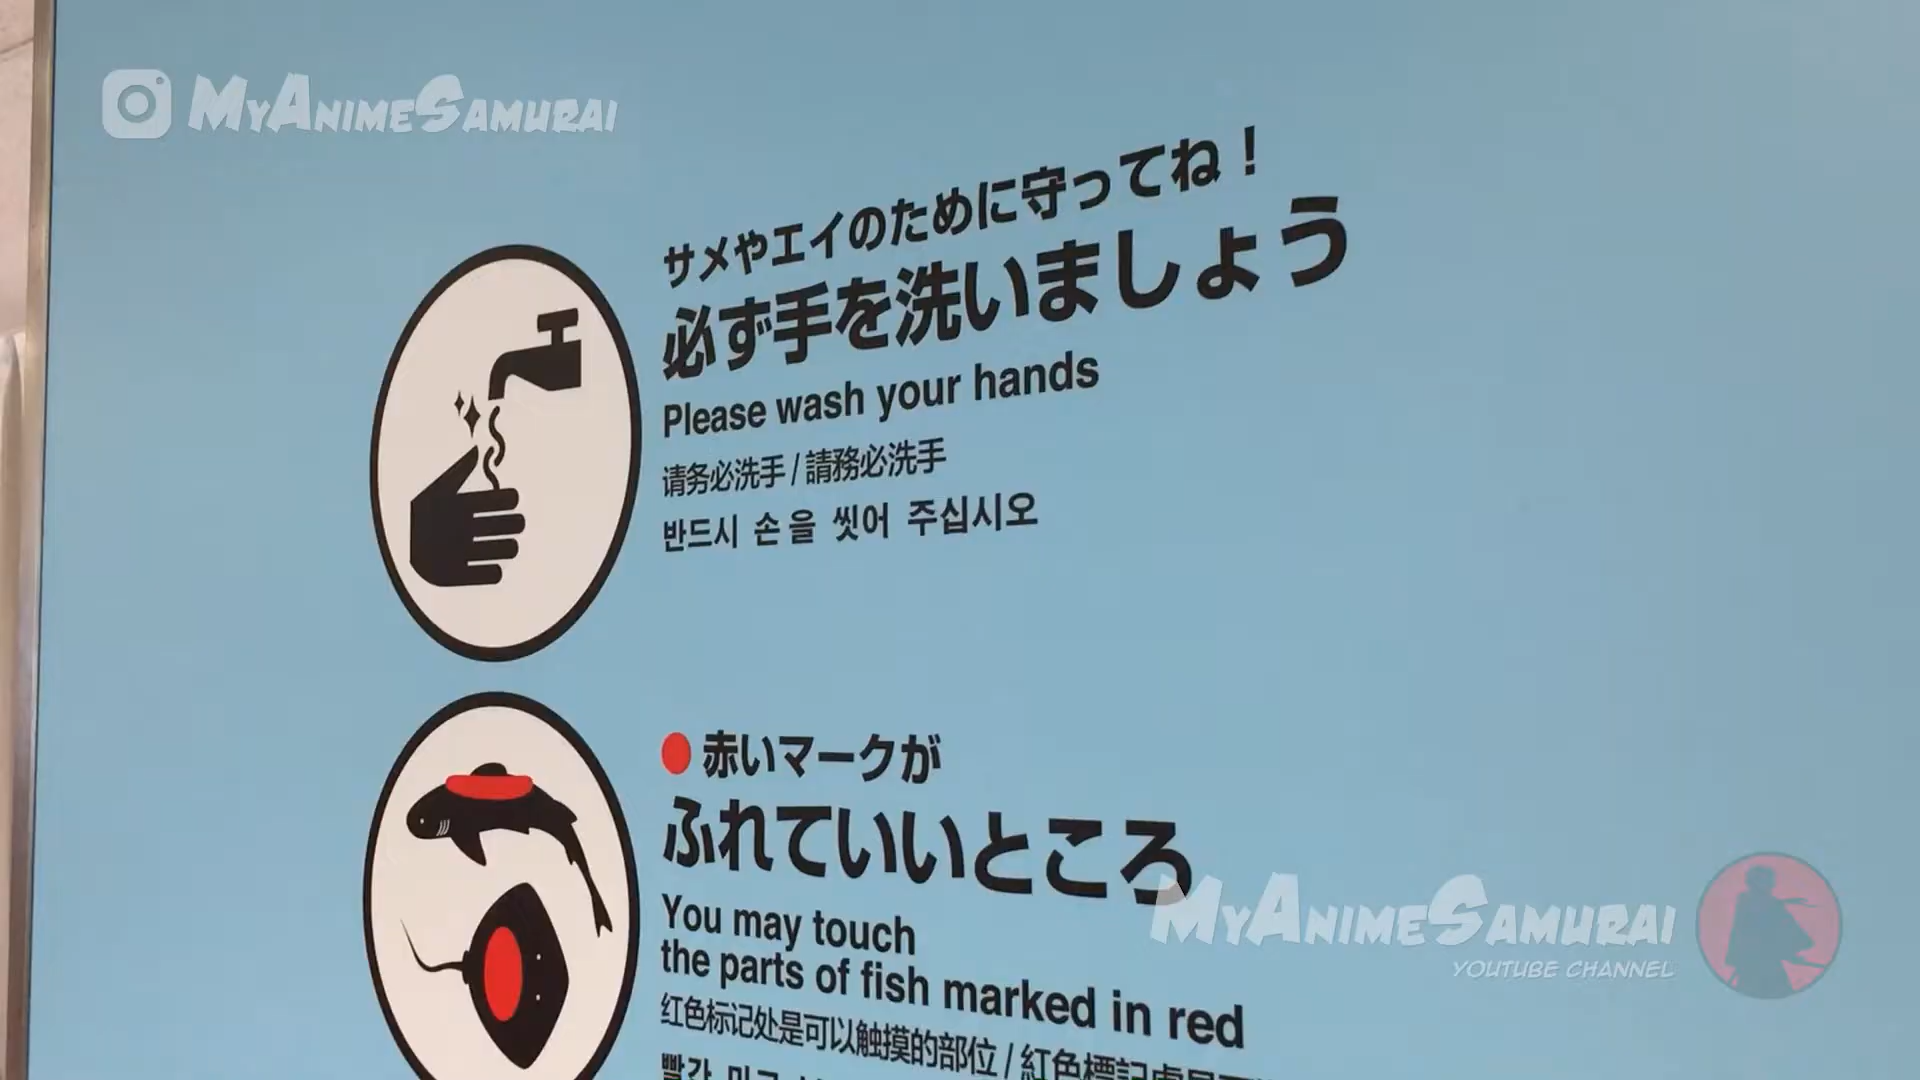 MyAnimeSamurai
サメやエイのために守ってね！
必ず手を洗いましょう
Please wash your hands
请务必洗手 / 請務必洗手
반드시 손을 씻어 주십시오
赤いマークが
ふれていいところ
You may touch
the parts of fish marked in red
红色标记处是可以触摸的部位 / 紅色標記處
빨간
MyAnimeSamurai
YOUTUBE CHANNEL